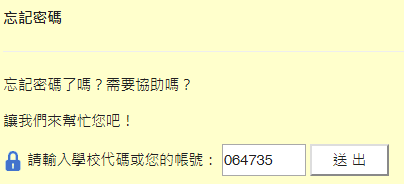 忘記密碼
忘記密碼了嗎？需要協助嗎？
讓我們來幫忙您吧！
請輸入學校代碼或您的帳號： 064735 送 出